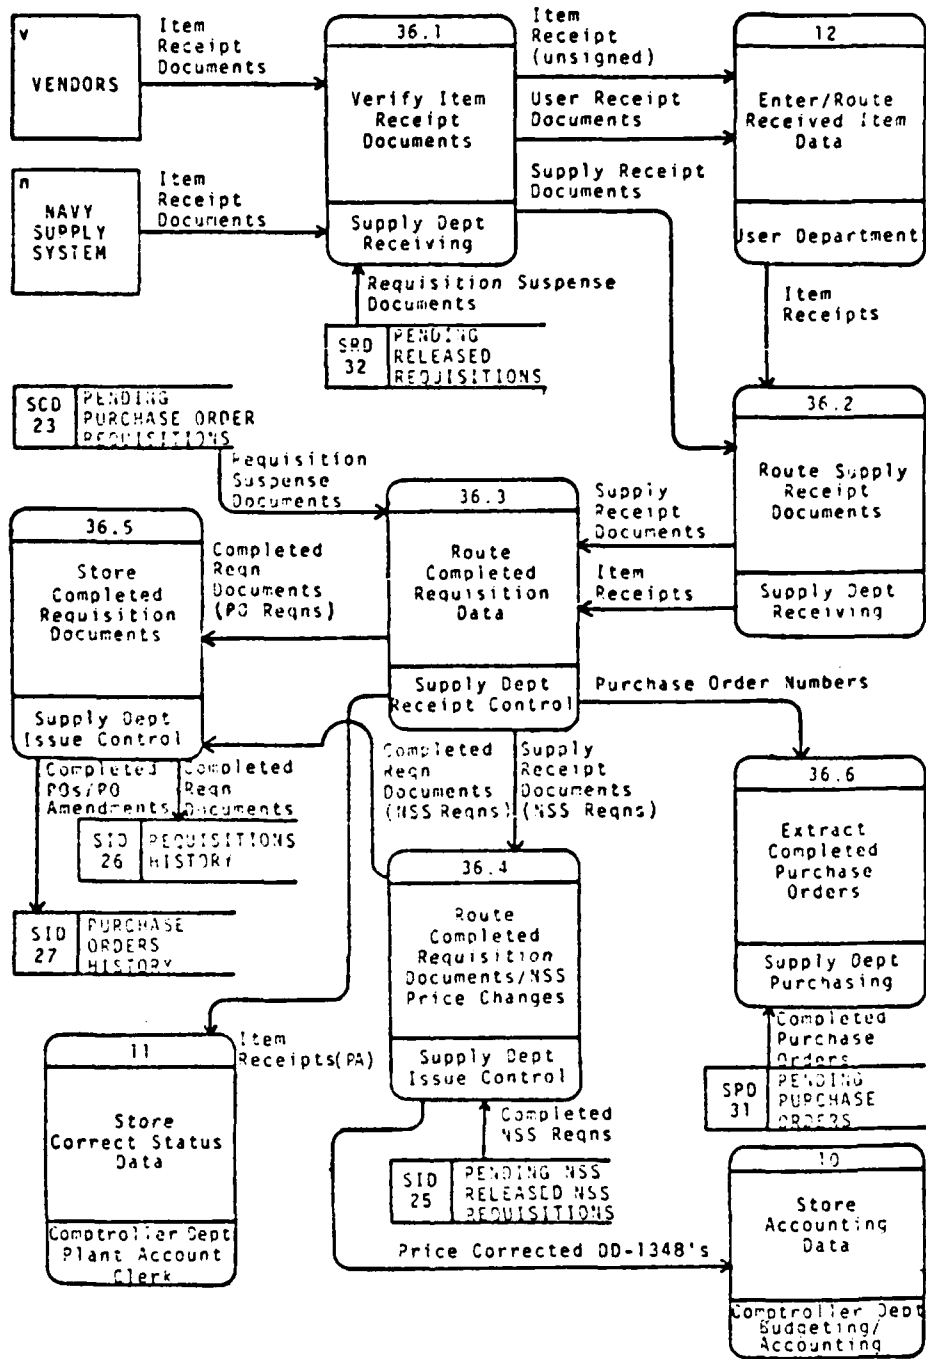 v
VENDORS
Item
Receipt
Documents
36.1
Verify Item
Receipt
Documents
Supply Dept
Receiving
Item
Receipt
(unsigned)
User Receipt
Documents
Supply Receipt
Documents
12
Enter/Route
Received Item
Data
User Department
n
NAVY
SUPPLY
SYSTEM
Item
Receipt
Documents
Requisition Suspense
Documents
SRD
32
PENDING
RELEASED
REQUISITIONS
Item
Receipts
SCD
23
PENDING
PURCHASE ORDER
REQUISITIONS
Requisition
Suspense
Documents
36.2
Route Supply
Receipt
Documents
Supply Dept
Receiving
Supply
Receipt
Documents
Item
Receipts
36.3
Route
Completed
Requisition
Data
Supply Dept
Receipt Control
36.5
Store
Completed
Requisition
Documents
Supply Dept
Issue Control
Completed
Reqn
Documents
(PO Reqns)
Purchase Order Numbers
Completed
POs/PO
Amendments
Completed
Reqn
Documents
Completed
Reqn
Documents
(NSS Reqns)
Supply
Receipt
Documents
(NSS Reqns)
SID
26
REQUISITIONS
HISTORY
SID
27
PURCHASE
ORDERS
HISTORY
36.4
Route
Completed
Requisition
Documents/NSS
Price Changes
Supply Dept
Issue Control
36.6
Extract
Completed
Purchase
Orders
Supply Dept
Purchasing
Completed
Purchase
Orders
SPD
31
PENDING
PURCHASE
ORDERS
Item
Receipts(PA)
11
Store
Correct Status
Data
Comptroller Dept
Plant Account
Clerk
Completed
NSS Reqns
SID
25
PENDING NSS
RELEASED NSS
REQUISITIONS
Price Corrected DD-1348's
10
Store
Accounting
Data
Comptroller Dept
Budgeting/
Accounting